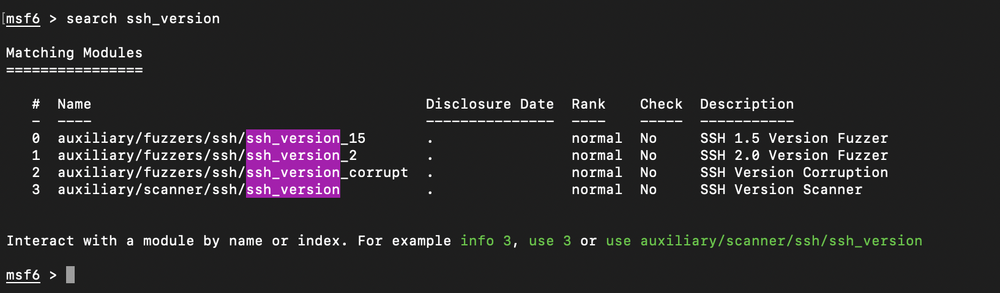 msf6 > search ssh_version
Matching Modules
================
#  Name                                       Disclosure Date  Rank    Check  Description
-  ----                                       ---------------  ----    -----  -----------
0  auxiliary/fuzzers/ssh/ssh_version_15       .                normal  No     SSH 1.5 Version Fuzzer
1  auxiliary/fuzzers/ssh/ssh_version_2        .                normal  No     SSH 2.0 Version Fuzzer
2  auxiliary/fuzzers/ssh/ssh_version_corrupt  .                normal  No     SSH Version Corruption
3  auxiliary/scanner/ssh/ssh_version          .                normal  No     SSH Version Scanner
Interact with a module by name or index. For example info 3, use 3 or use auxiliary/scanner/ssh/ssh_version
msf6 >